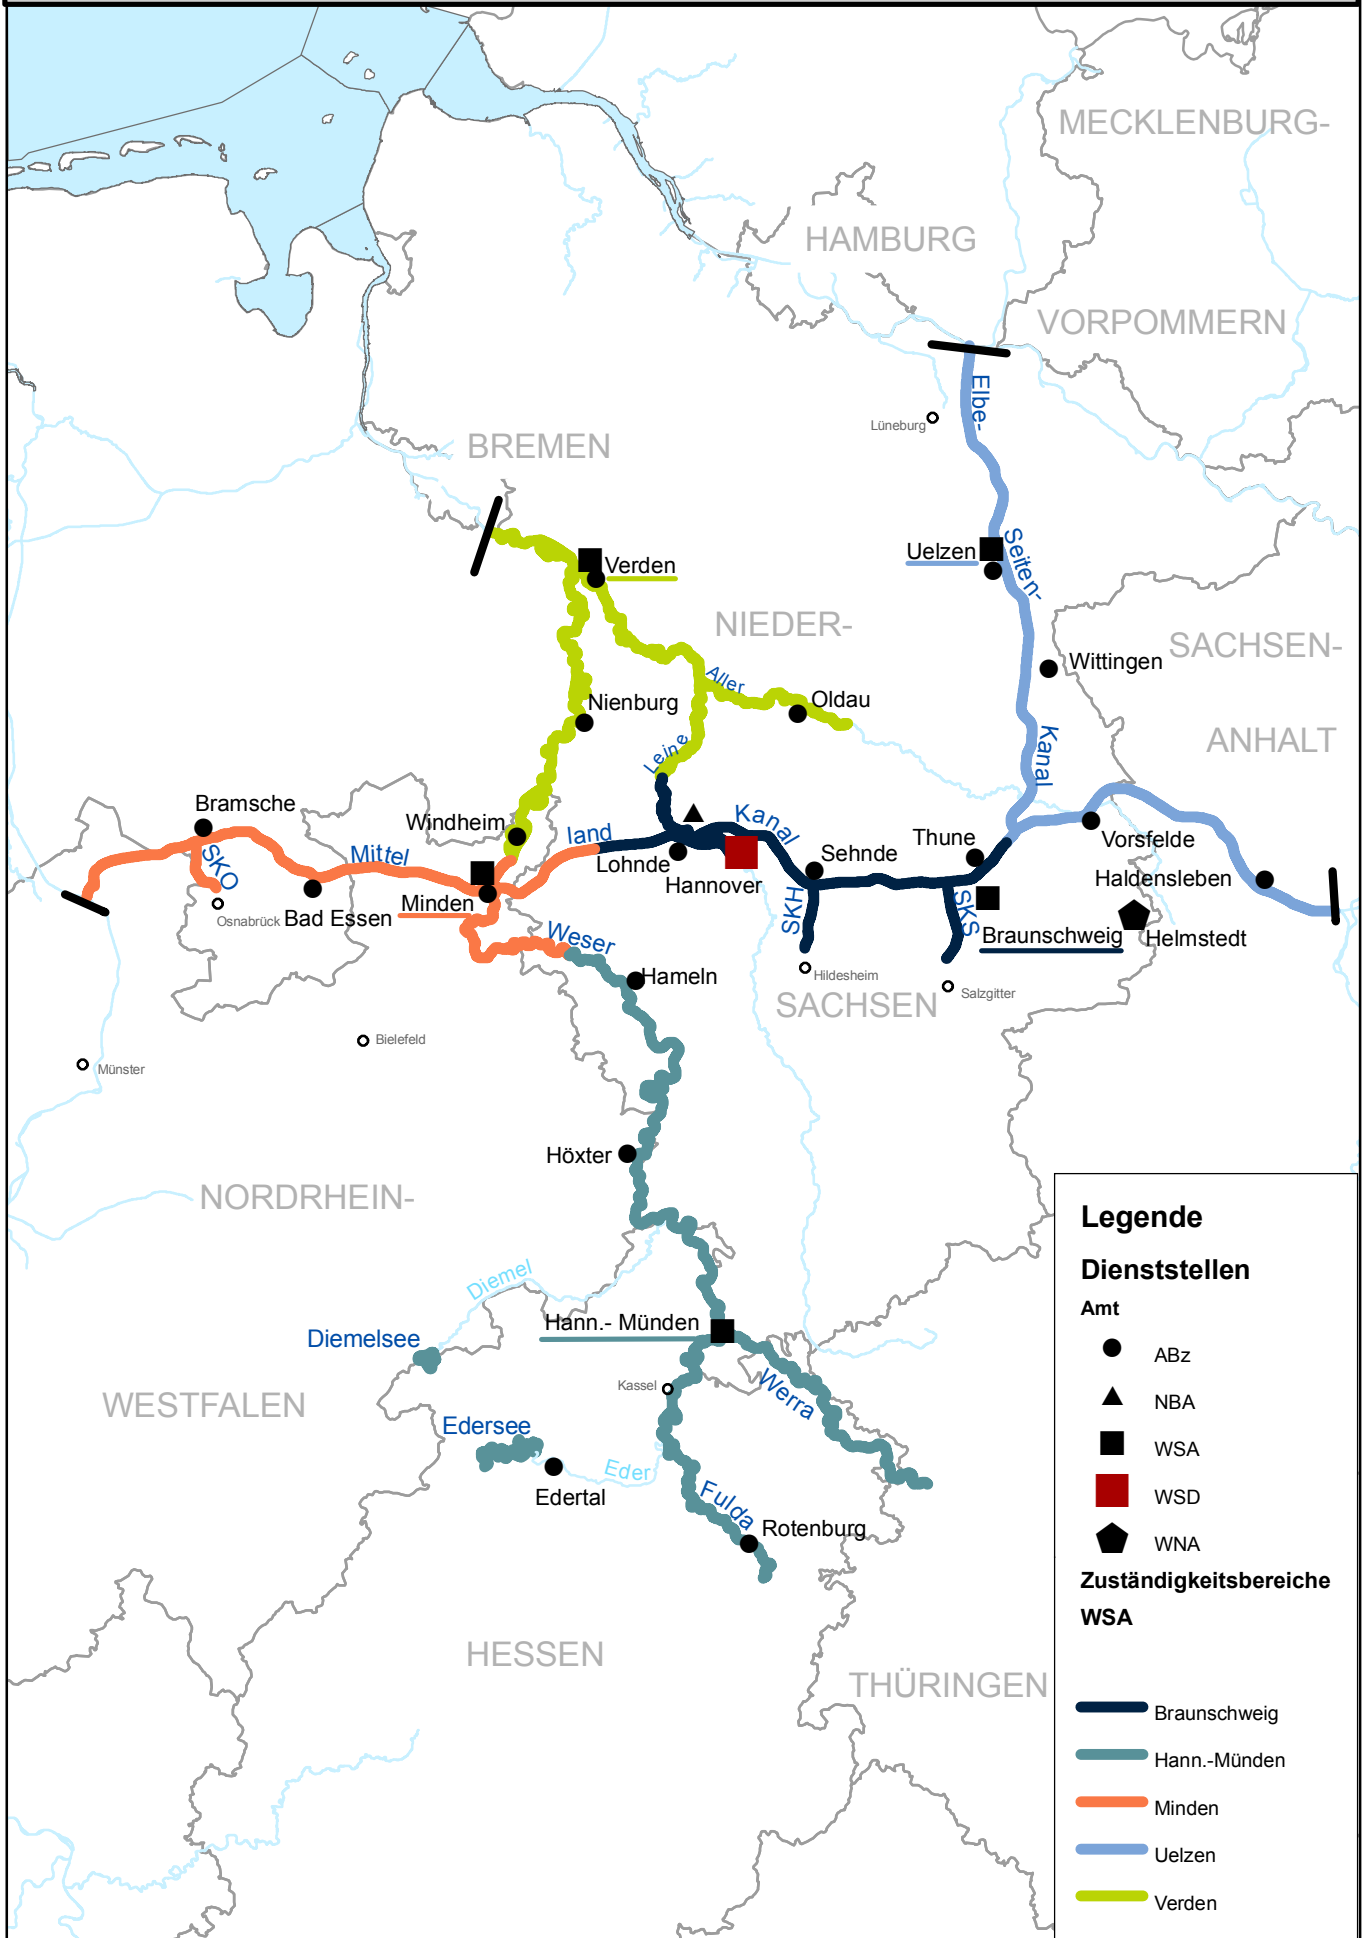 MECKLENBURG-
HAMBURG
VORPOMMERN
Elbe-
Lüneburg
BREMEN
Uelzen
Seiten-
Verden
NIEDER-
SACHSEN-
Wittingen
Aller
Oldau
Nienburg
Leine
Kanal
ANHALT
Bramsche
Windheim
land
Kanal
Thune
Vorsfelde
Mittel
SKO
Lohnde
Sehnde
Hannover
Haldensleben
Minden
Osnabrück
Bad Essen
SKH
SKS
Weser
Braunschweig
Helmstedt
Hameln
Hildesheim
Salzgitter
SACHSEN
Bielefeld
Münster
Höxter
NORDRHEIN-
Diemel
Hann.- Münden
Diemelsee
Kassel
Werra
WESTFALEN
Edersee
Eder
Edertal
Fulda
Rotenburg
HESSEN
THÜRINGEN
Legende
Dienststellen
Amt
ABz
NBA
WSA
WSD
WNA
Zuständigkeitsbereiche
WSA
Braunschweig
Hann.-Münden
Minden
Uelzen
Verden